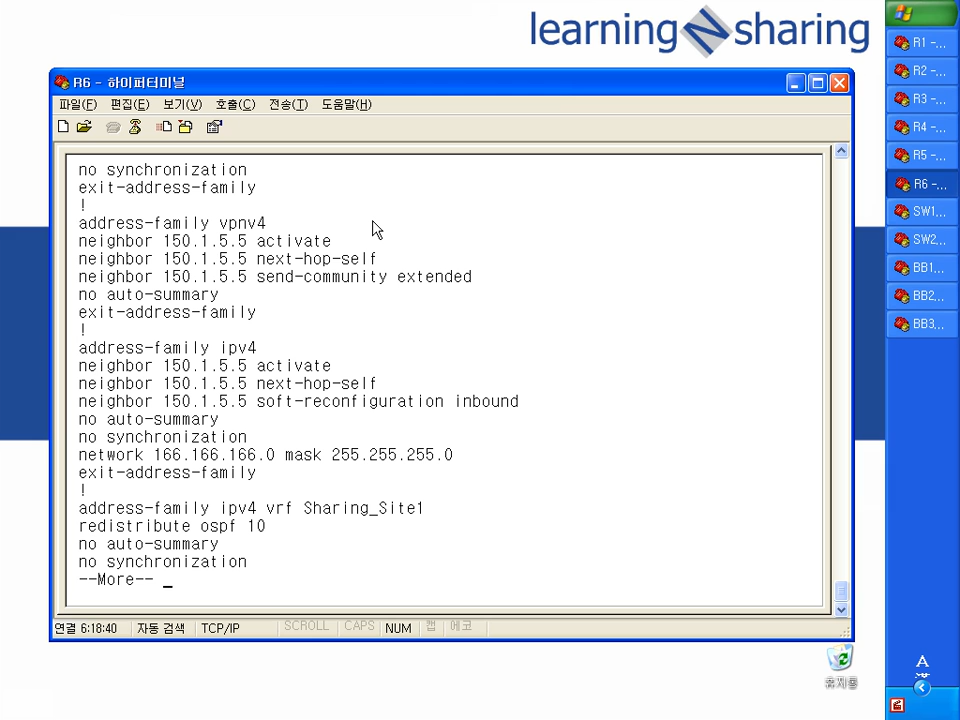 learning N sharing
R6 - 하이퍼터미널
파일(F) 편집(E) 보기(V) 호출(C) 전송(T) 도움말(H)
no synchronization
exit-address-family
!
address-family vpnv4
neighbor 150.1.5.5 activate
neighbor 150.1.5.5 next-hop-self
neighbor 150.1.5.5 send-community extended
no auto-summary
exit-address-family
!
address-family ipv4
neighbor 150.1.5.5 activate
neighbor 150.1.5.5 next-hop-self
neighbor 150.1.5.5 soft-reconfiguration inbound
no auto-summary
no synchronization
network 166.166.166.0 mask 255.255.255.0
exit-address-family
!
address-family ipv4 vrf Sharing_Site1
redistribute ospf 10
no auto-summary
no synchronization
--More-- _
연결 6:18:40 자동 검색 TCP/IP SCROLL CAPS NUM 캡 에코
휴지통
R1 -...
R2 -...
R3 -...
R4 -...
R5 -...
R6 -...
SW1...
SW2...
BB1...
BB2...
BB3...
A